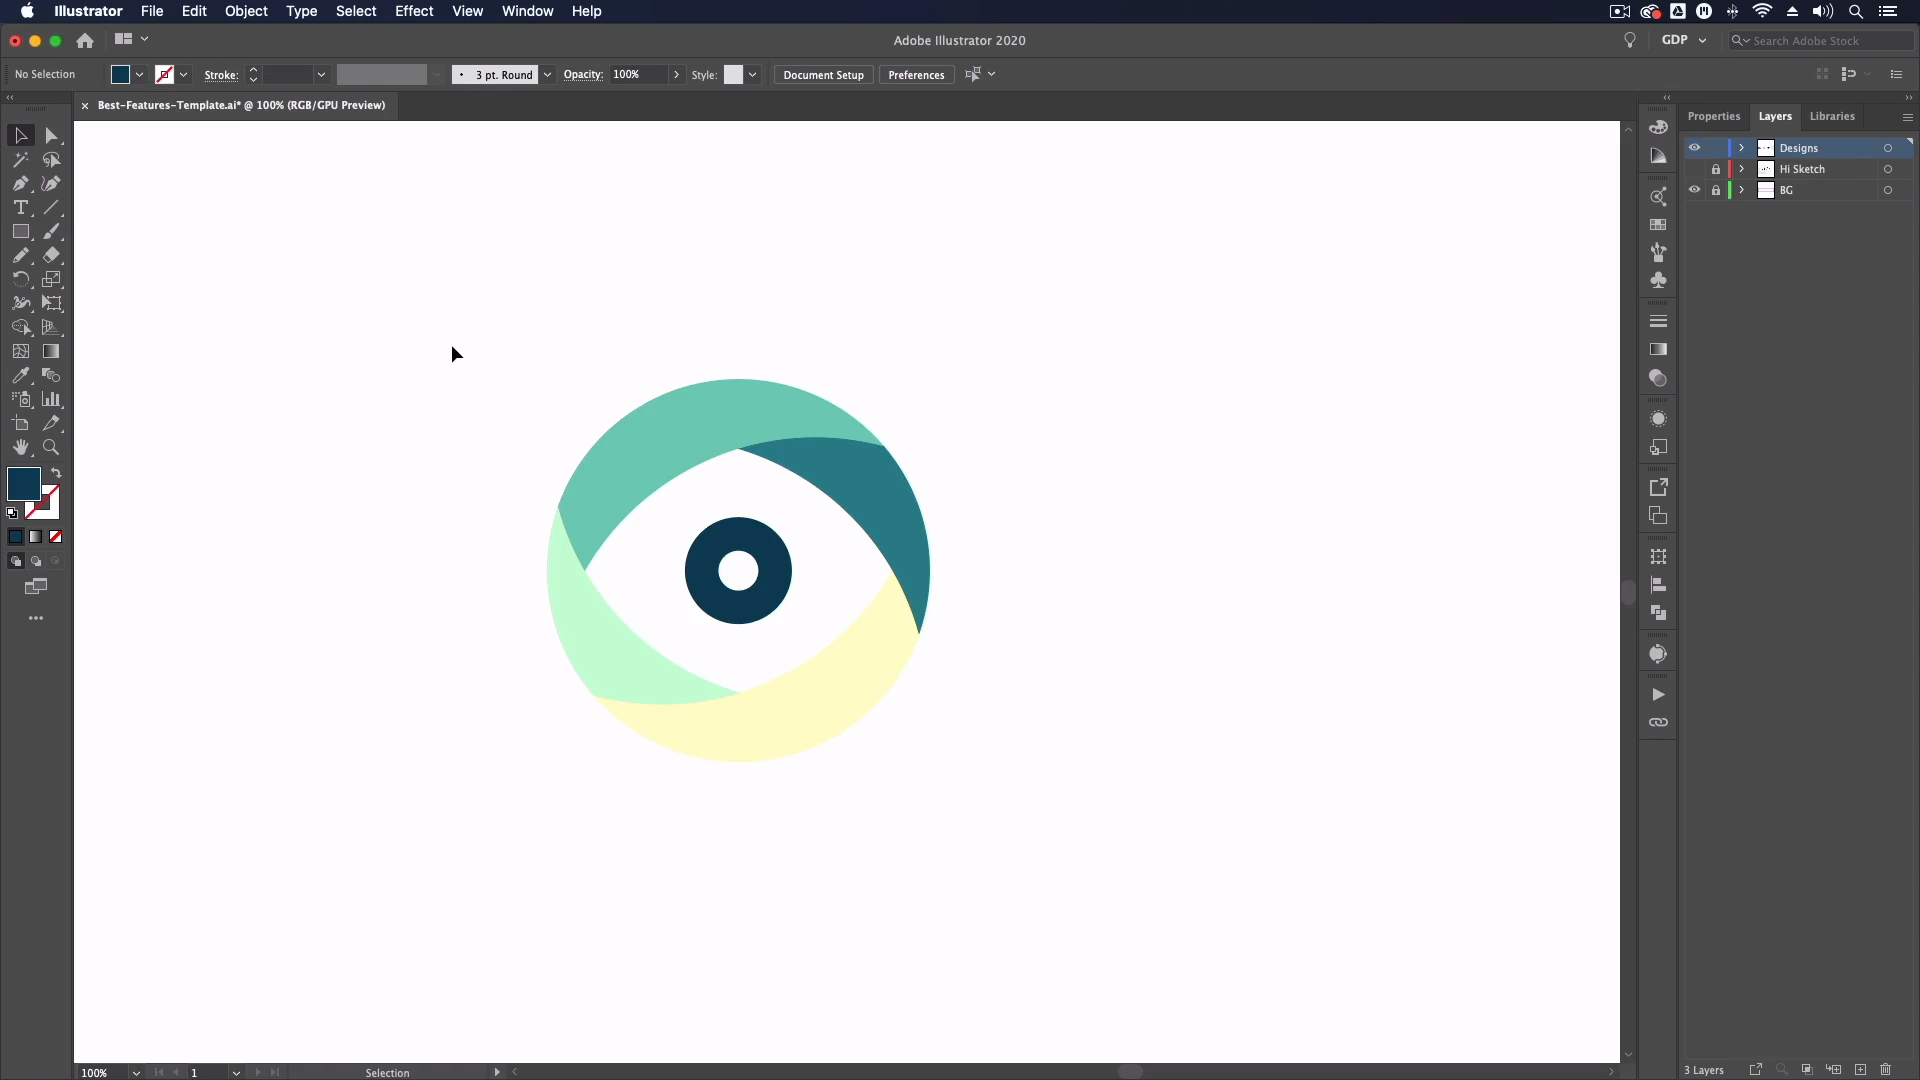 Illustrator File Edit Object Type Select Effect View Window Help
Adobe Illustrator 2020
GDP
Search Adobe Stock
No Selection
Stroke:
3 pt. Round
Opacity: 100%
Style:
Document Setup
Preferences
Best-Features-Template.ai* @ 100% (RGB/GPU Preview)
Properties
Layers
Libraries
Designs
Hi Sketch
BG
100%
1
Selection
3 Layers